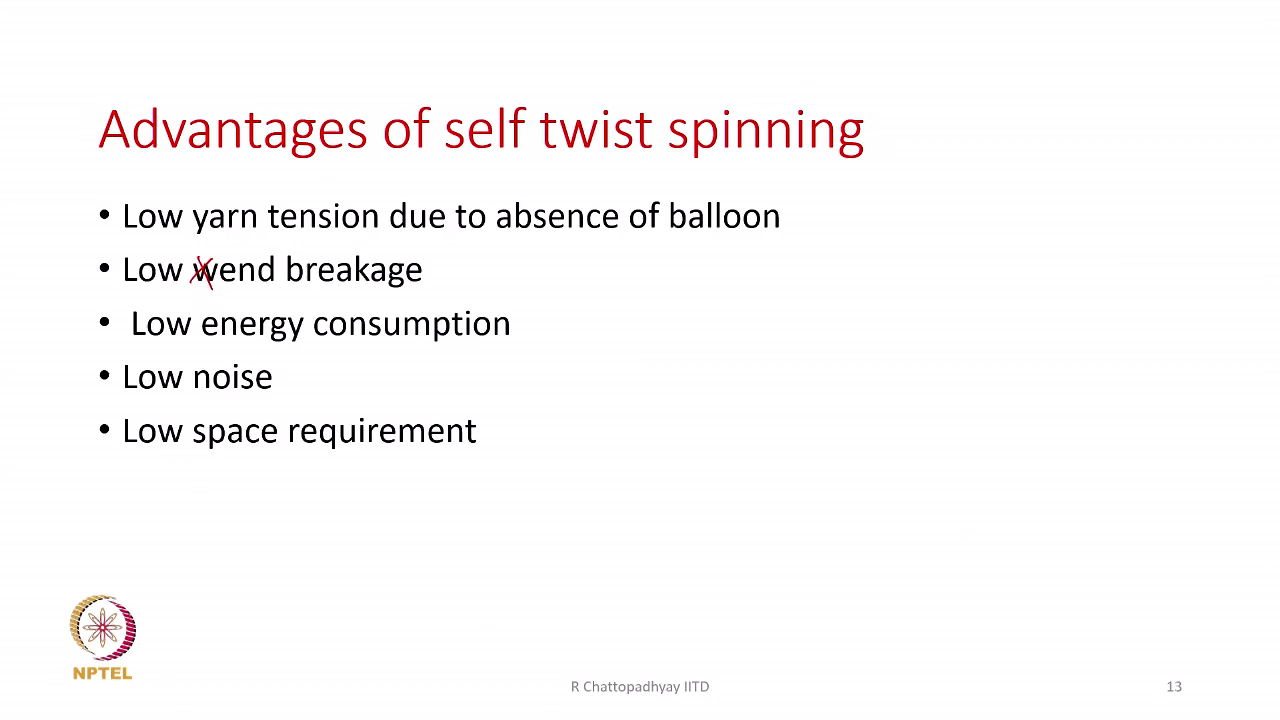 Advantages of self twist spinning
• Low yarn tension due to absence of balloon
• Low wend breakage
• Low energy consumption
• Low noise
• Low space requirement
NPTEL
R Chattopadhyay IITD
13